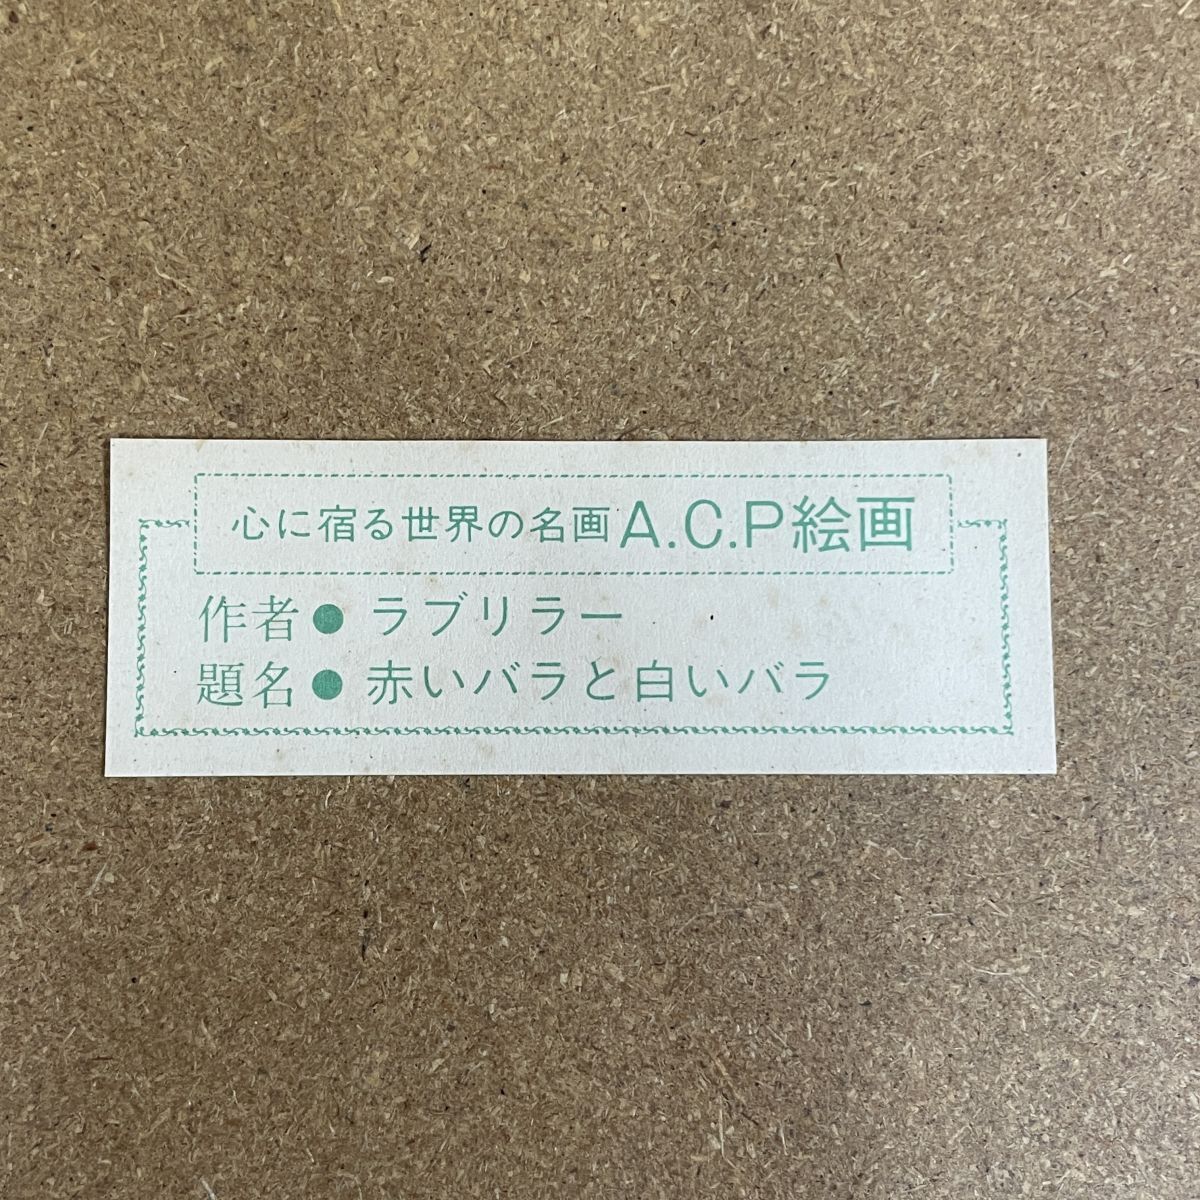 心に宿る世界の名画A.C.P絵画
作者●ラブリラー
題名●赤いバラと白いバラ